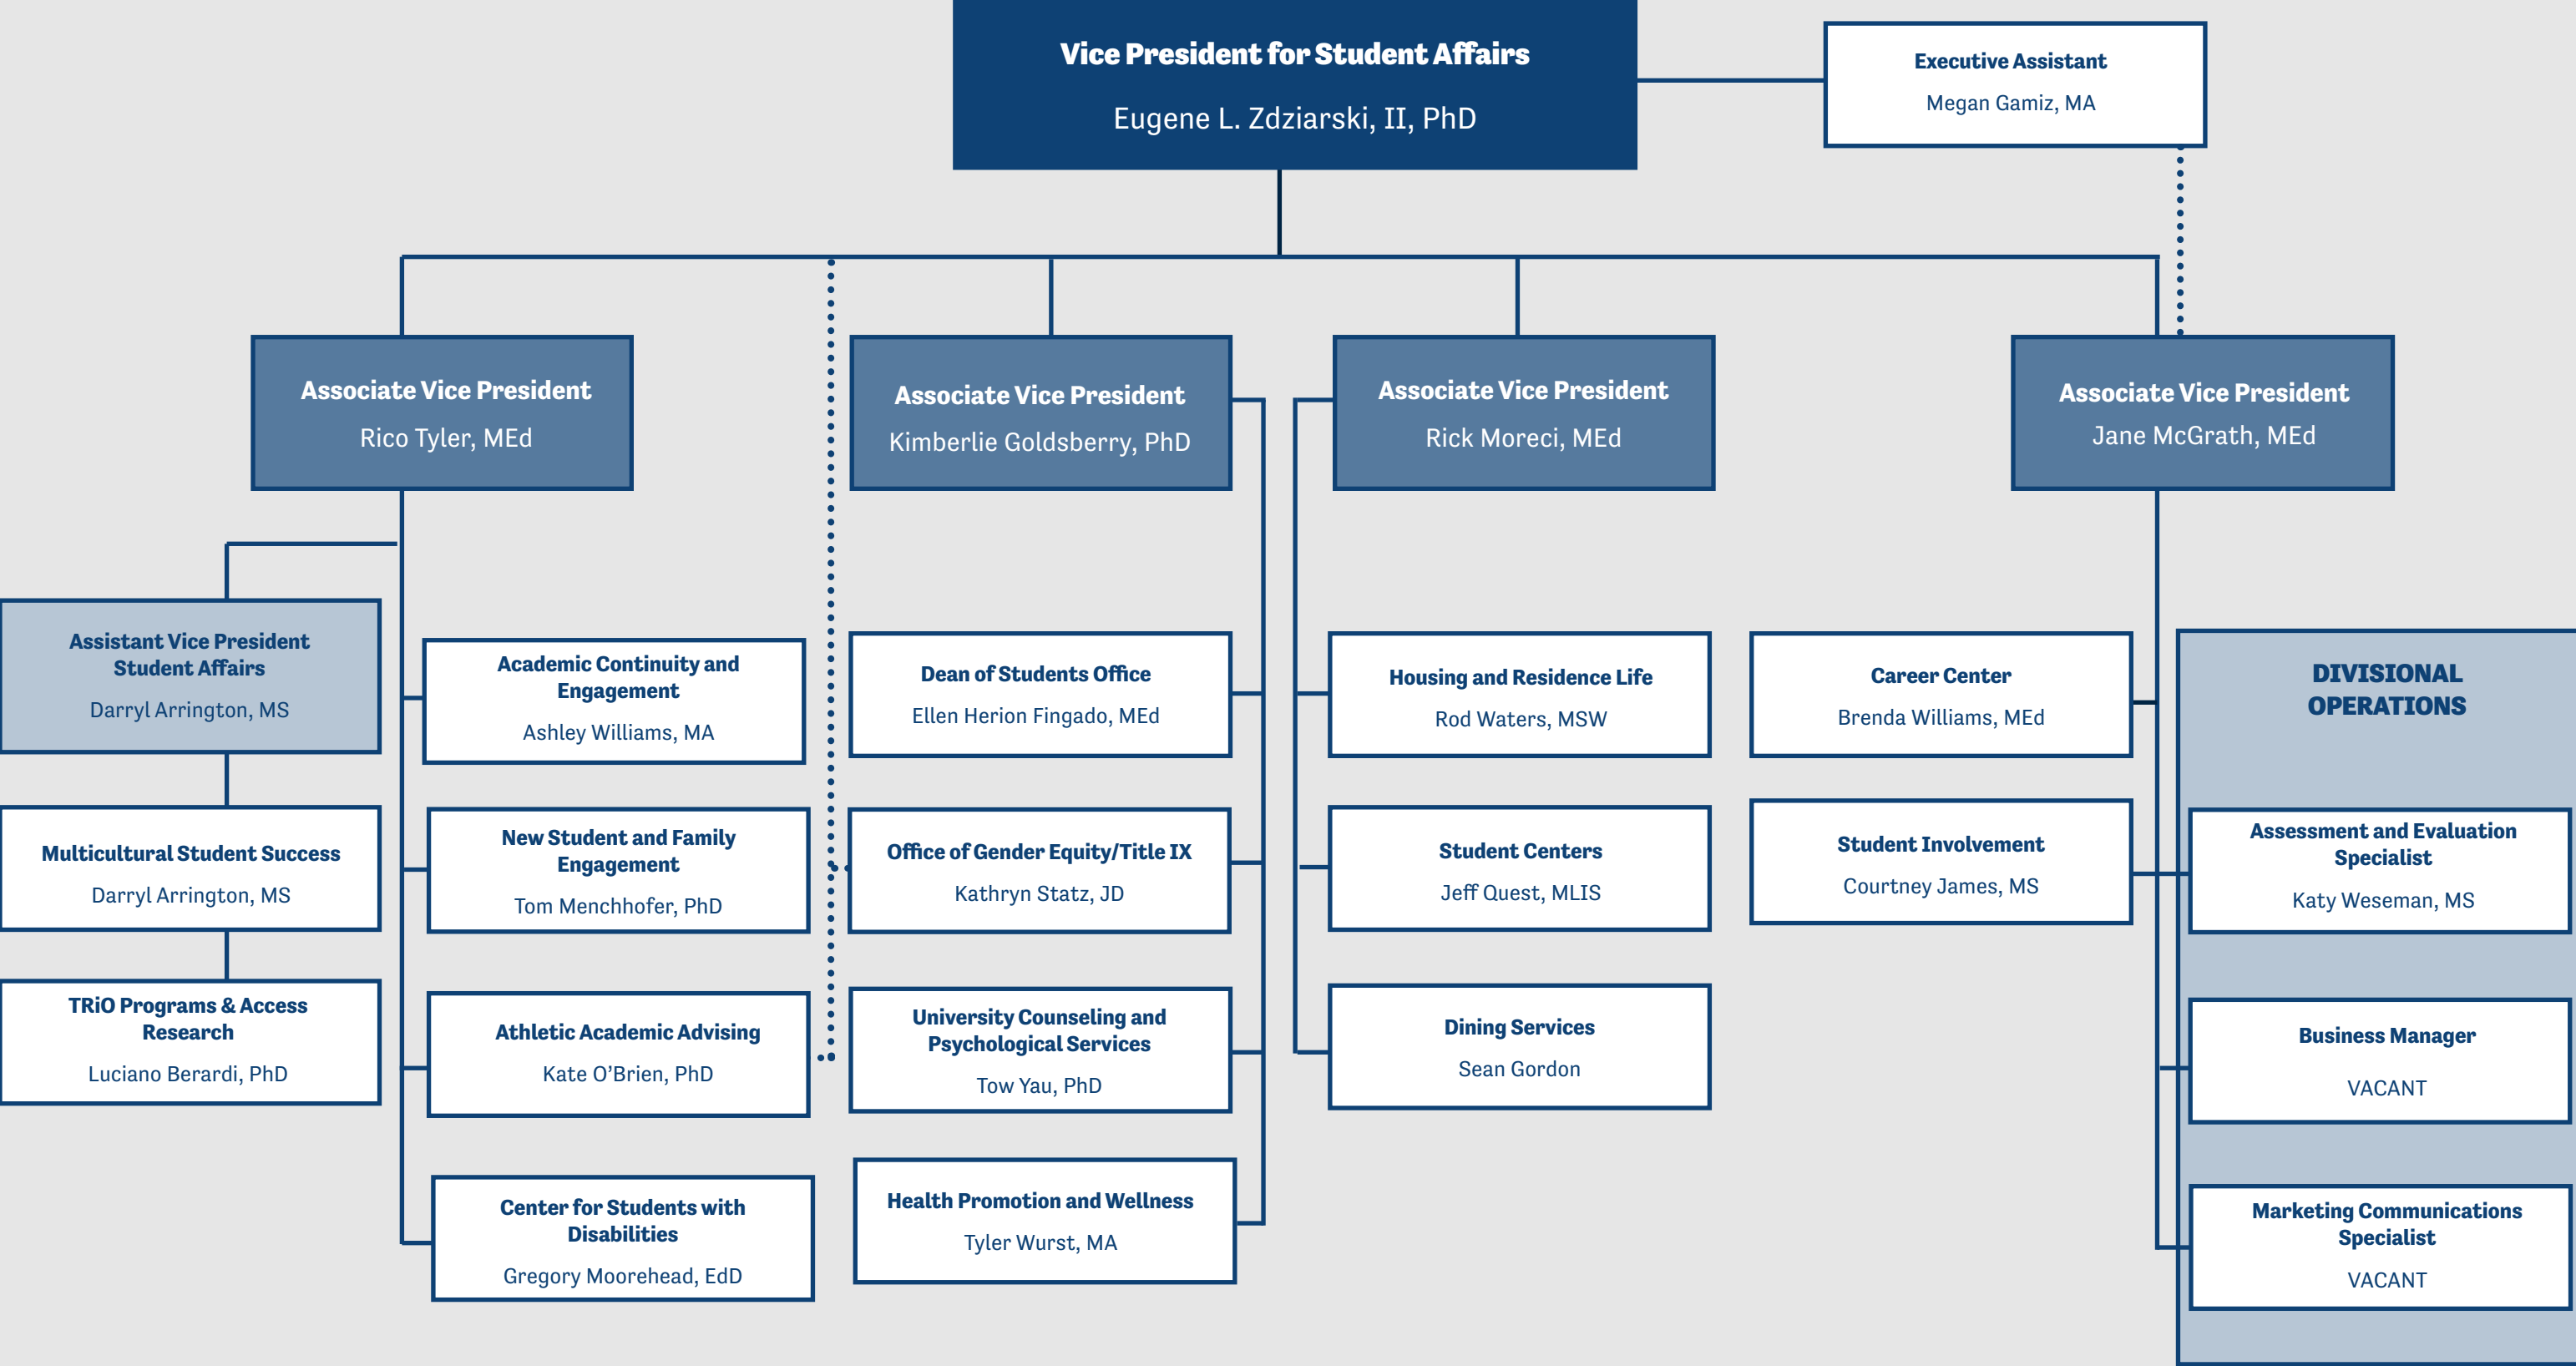 Vice President for Student Affairs
Eugene L. Zdziarski, II, PhD
Executive Assistant
Megan Gamiz, MA
Associate Vice President
Rico Tyler, MEd
Associate Vice President
Kimberlie Goldsberry, PhD
Associate Vice President
Rick Moreci, MEd
Associate Vice President
Jane McGrath, MEd
Assistant Vice President
Student Affairs
Darryl Arrington, MS
Multicultural Student Success
Darryl Arrington, MS
TRiO Programs & Access
Research
Luciano Berardi, PhD
Academic Continuity and
Engagement
Ashley Williams, MA
New Student and Family
Engagement
Tom Menchhofer, PhD
Athletic Academic Advising
Kate O’Brien, PhD
Center for Students with
Disabilities
Gregory Moorehead, EdD
Dean of Students Office
Ellen Herion Fingado, MEd
Office of Gender Equity/Title IX
Kathryn Statz, JD
University Counseling and
Psychological Services
Tow Yau, PhD
Health Promotion and Wellness
Tyler Wurst, MA
Housing and Residence Life
Rod Waters, MSW
Student Centers
Jeff Quest, MLIS
Dining Services
Sean Gordon
Career Center
Brenda Williams, MEd
Student Involvement
Courtney James, MS
DIVISIONAL
OPERATIONS
Assessment and Evaluation
Specialist
Katy Weseman, MS
Business Manager
VACANT
Marketing Communications
Specialist
VACANT